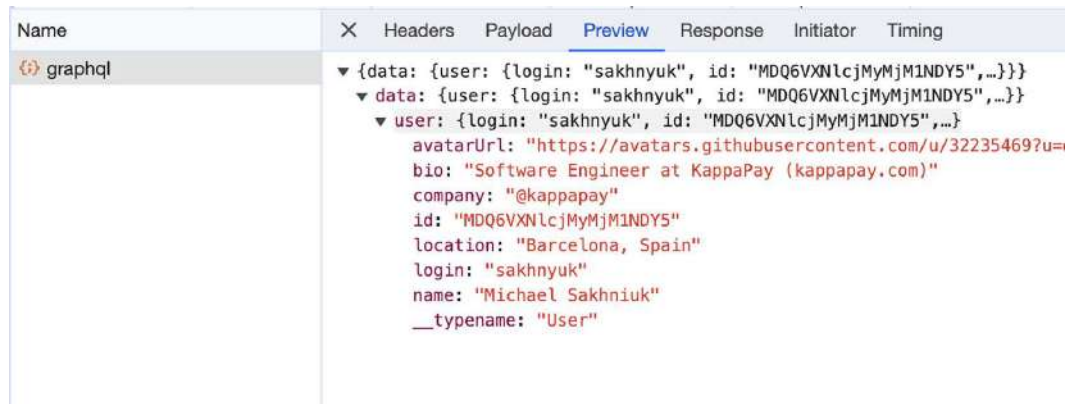 Name
Headers Payload Preview Response Initiator Timing
graphql
{data: {user: {login: "sakhnyuk", id: "MDQ6VXNlcjMyMjM1NDY5",…}}}
data: {user: {login: "sakhnyuk", id: "MDQ6VXNlcjMyMjM1NDY5",…}}
user: {login: "sakhnyuk", id: "MDQ6VXNlcjMyMjM1NDY5",…}
avatarUrl: "https://avatars.githubusercontent.com/u/32235469?u=
bio: "Software Engineer at KappaPay (kappapay.com)"
company: "@kappapay"
id: "MDQ6VXNlcjMyMjM1NDY5"
location: "Barcelona, Spain"
login: "sakhnyuk"
name: "Michael Sakhniuk"
__typename: "User"